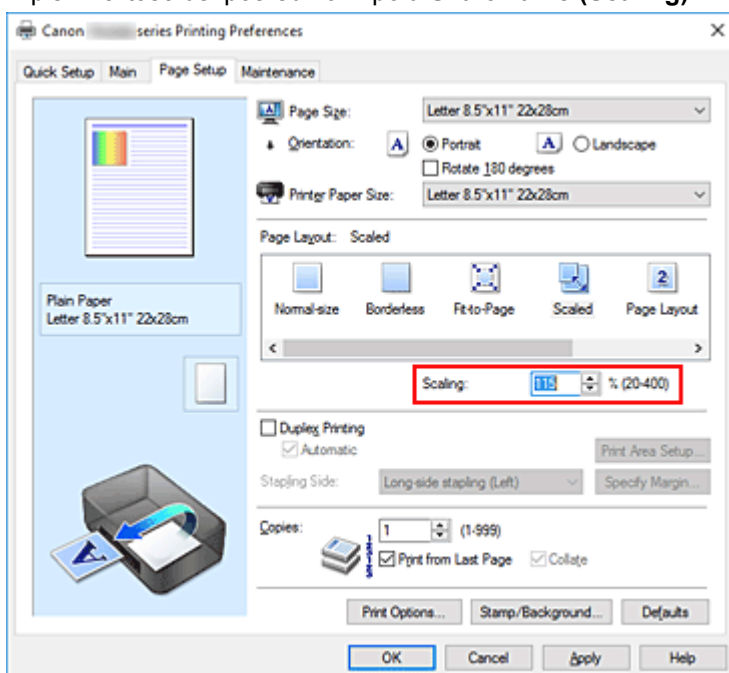 Canon series Printing Preferences
Quick Setup Main Page Setup Maintenance
Page Size: Letter 8.5"x11" 22x28cm
Orientation: A Portrait A Landscape
Rotate 180 degrees
Printer Paper Size: Letter 8.5"x11" 22x28cm
Page Layout: Scaled
Normal-size Borderless Fit-to-Page Scaled 2 Page Layout
Plain Paper
Letter 8.5"x11" 22x28cm
Scaling: 115 % (20-400)
Duplex Printing
Automatic
Print Area Setup...
Stapling Side: Long-side stapling (Left) Specify Margin...
Copies: 1 (1-999)
Print from Last Page Collate
Print Options... Stamp/Background... Defaults
OK Cancel Apply Help